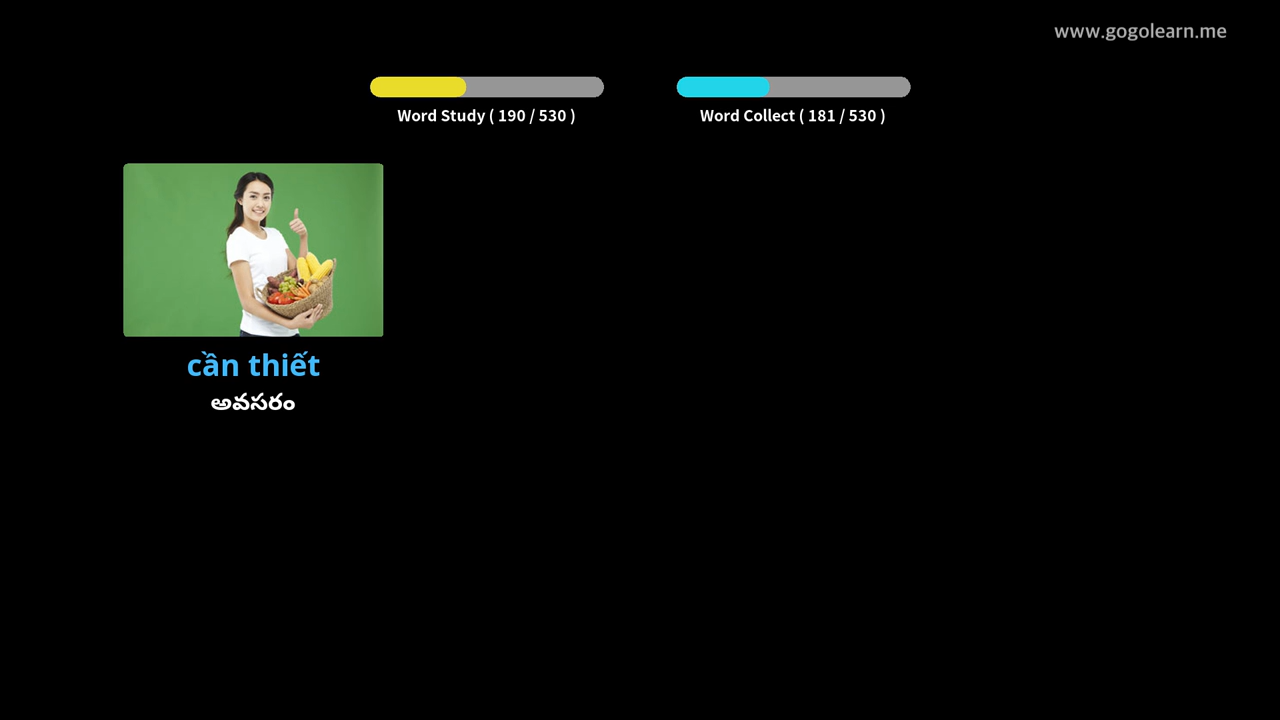 www.gogolearn.me
Word Study ( 190 / 530 )
Word Collect ( 181 / 530 )
cần thiết
అవసరం